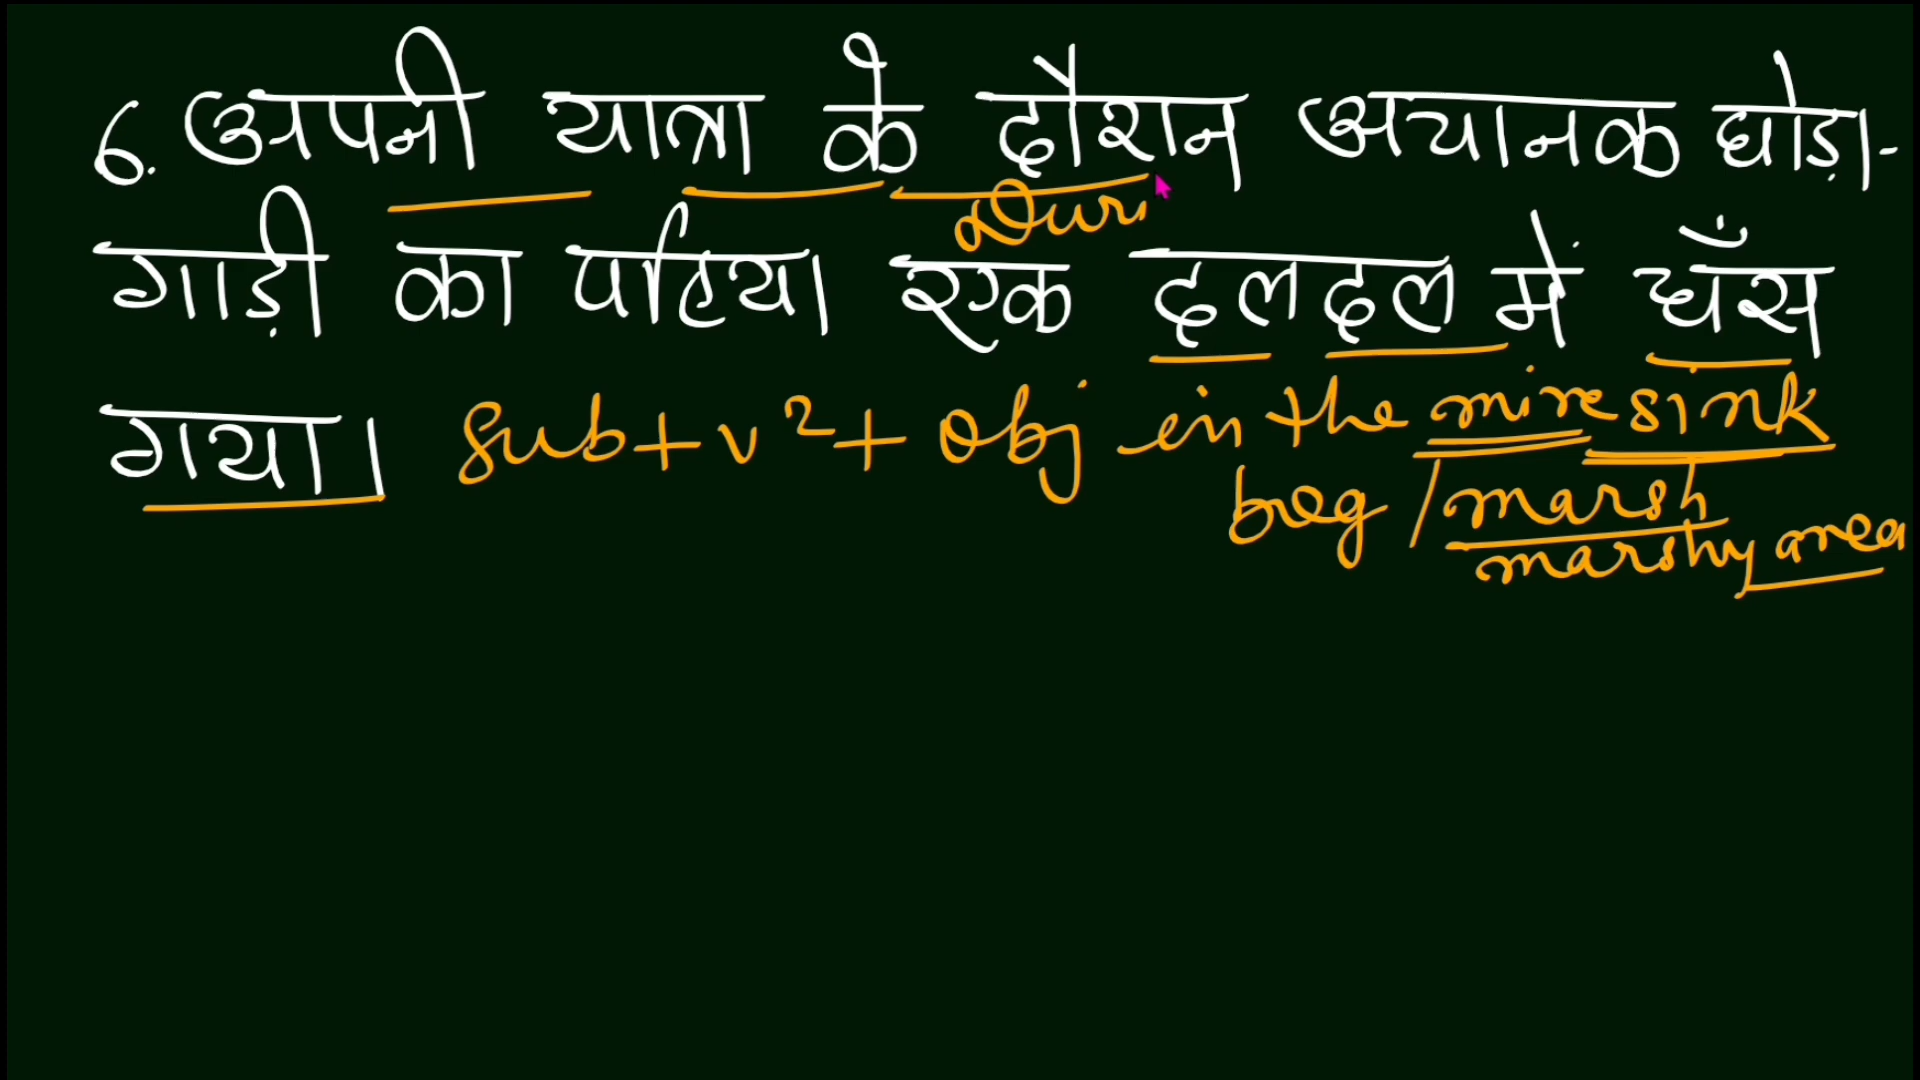 6. अपनी यात्रा के दौरान अचानक घोड़ा-
Duri
गाड़ी का पहिया एक दलदल में धँस
गया। sub + v² + obj in the mire sink
bog / marsh
marshy area